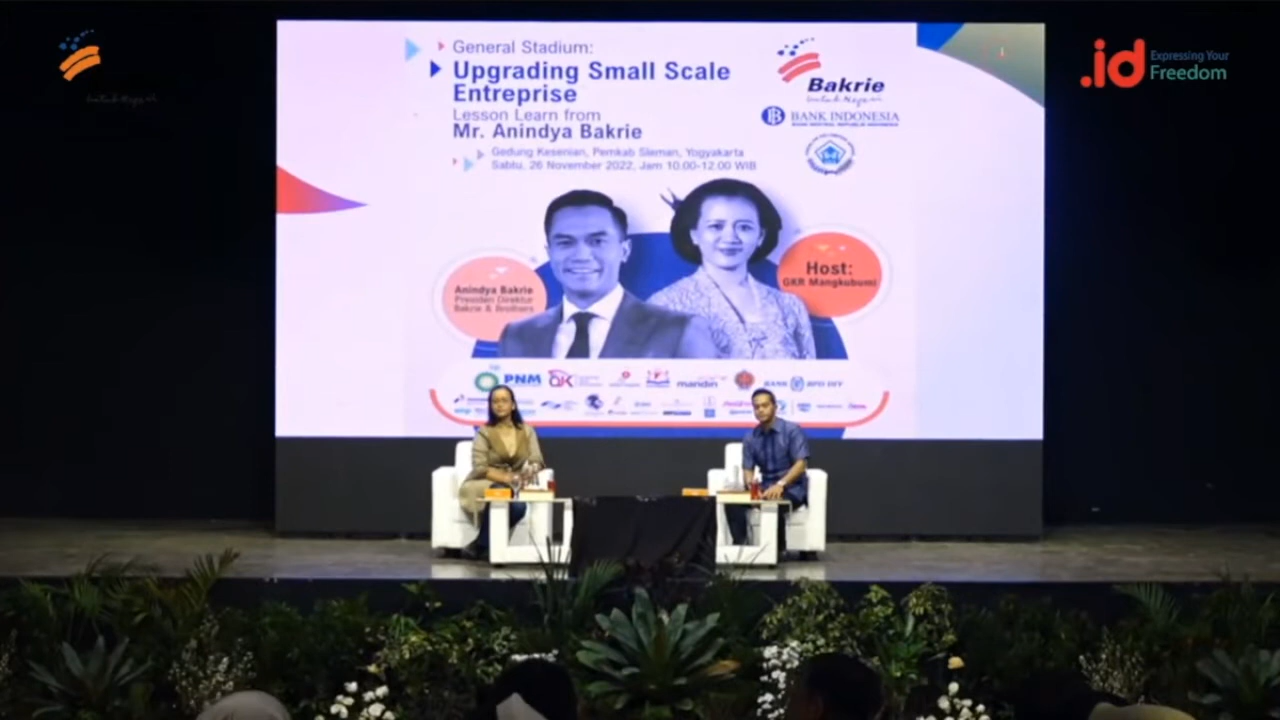 General Stadium:
Upgrading Small Scale
Entreprise
Lesson Learn from
Mr. Anindya Bakrie
Gedung Kesenian, Pemkab Sleman, Yogyakarta
Sabtu, 26 November 2022, Jam 10.00-12.00 WIB
Bakrie
BANK INDONESIA
.id Expressing Your
Freedom
Anindya Bakrie
Presiden Direktur
Bakrie & Brothers
Host:
GKR Mangkubumi
PNM
mandiri
BANK BPD DIY